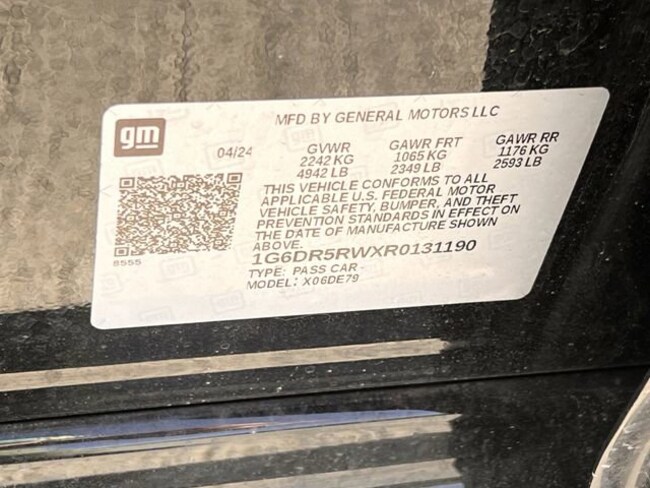 gm
MFD BY GENERAL MOTORS LLC
04/24 GVWR GAWR FRT GAWR RR
2242 KG 1065 KG 1176 KG
4942 LB 2349 LB 2593 LB
THIS VEHICLE CONFORMS TO ALL
APPLICABLE U.S. FEDERAL MOTOR
VEHICLE SAFETY, BUMPER, AND THEFT
PREVENTION STANDARDS IN EFFECT ON
THE DATE OF MANUFACTURE SHOWN
ABOVE.
8555
1G6DR5RWXR0131190
TYPE: PASS CAR
MODEL: X06DE79